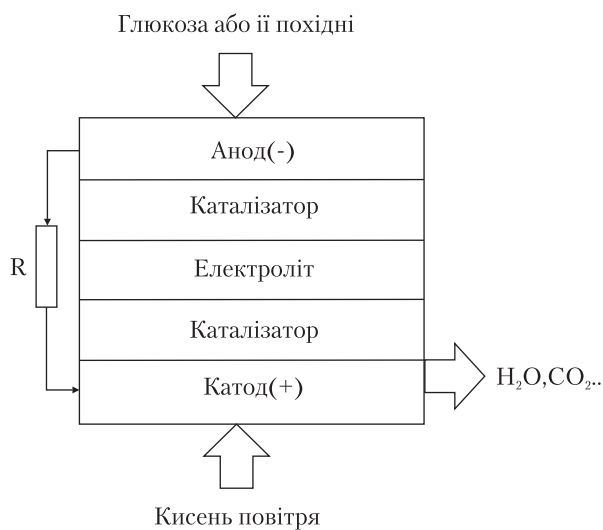 Глюкоза або її похідні
Анод(-)
Каталізатор
Електроліт
R
Каталізатор
Катод(+)
H₂O,CO₂..
Кисень повітря